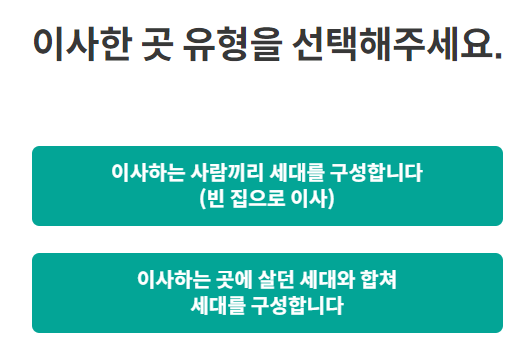 이사한 곳 유형을 선택해주세요.
이사하는 사람끼리 세대를 구성합니다
(빈 집으로 이사)
이사하는 곳에 살던 세대와 합쳐
세대를 구성합니다